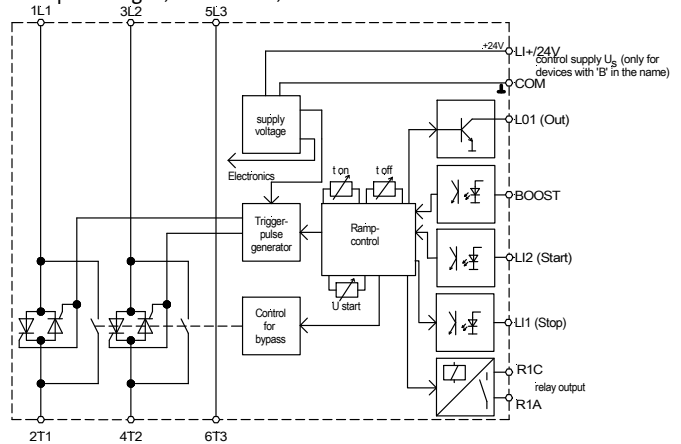 1L1
3L2
5L3
+24V
LI+/24V
control supply US (only for
devices with 'B' in the name)
COM
supply
voltage
L01 (Out)
Electronics
t on
t off
BOOST
Trigger-
pulse
generator
Ramp-
control
LI2 (Start)
U start
Control
for
bypass
LI1 (Stop)
R1C
relay output
R1A
2T1
4T2
6T3